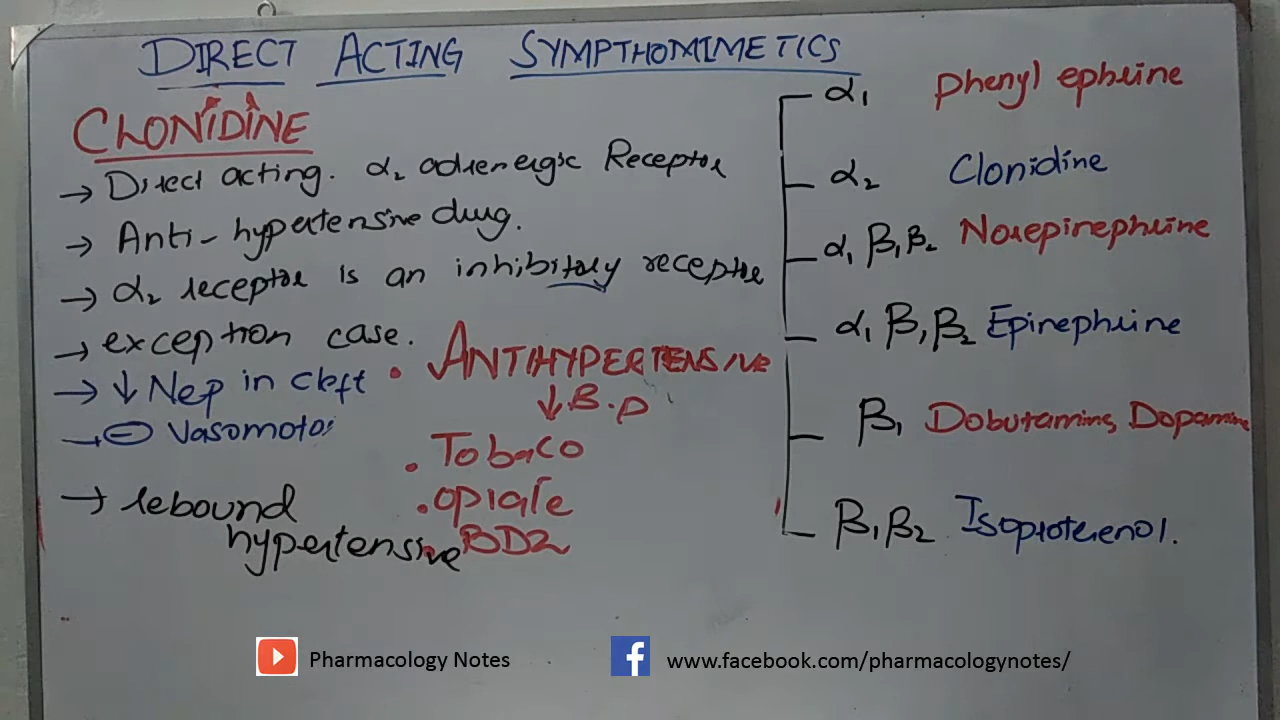 DIRECT ACTING SYMPTHOMIMETICS
CLONIDINE
→ Direct acting. α₂ adrenergic Receptor
→ Anti-hypertensive drug.
→ α₂ receptor is an inhibitory receptor
→ exception case.
→ ↓ Nep in cleft
→ ⊖ Vasomotor
→ rebound
hypertensive
• ANTIHYPERTENSIVE
↓ B.P
• Tobaco
• opiate
• BDZ
α₁ Phenyl ephrine
α₂ Clonidine
α₁ β₁ β₂ Norepinephrine
α₁ β₁ β₂ Epinephrine
β₁ Dobutamine, Dopamine
β₁ β₂ Isoproterenol.
Pharmacology Notes
www.facebook.com/pharmacologynotes/